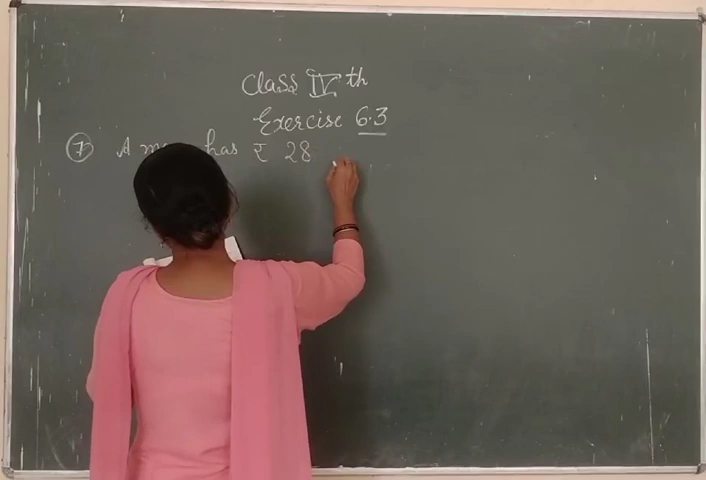 Class IV th
Exercise 6.3
7 A has ₹ 28